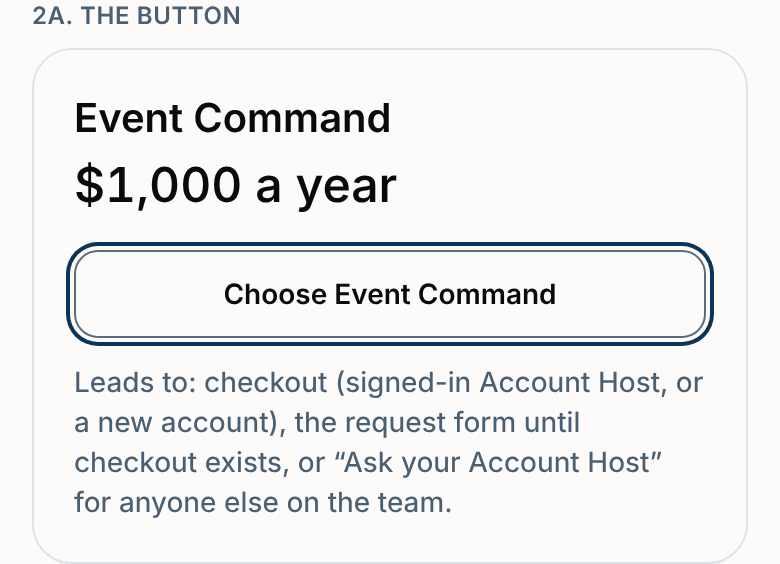 2A. THE BUTTON
Event Command
$1,000 a year
Choose Event Command
Leads to: checkout (signed-in Account Host, or
a new account), the request form until
checkout exists, or “Ask your Account Host”
for anyone else on the team.